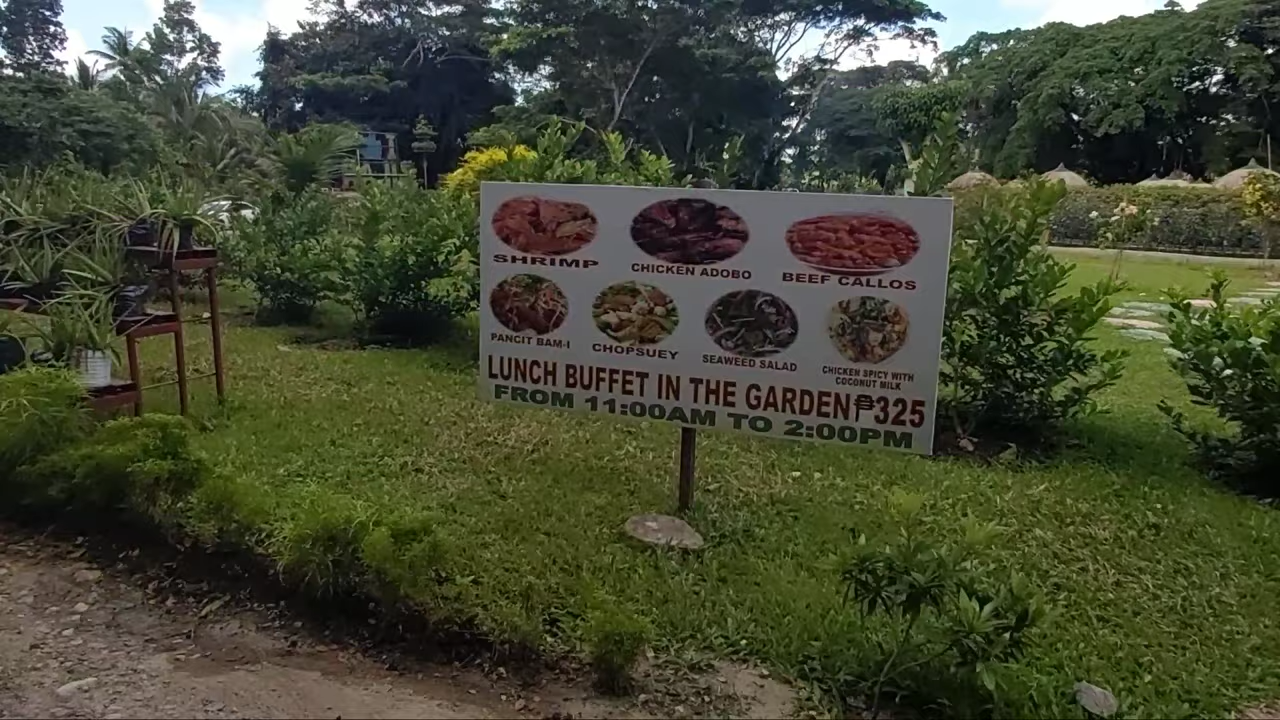 SHRIMP
CHICKEN ADOBO
BEEF CALLOS
PANCIT BAM-I
CHOPSUEY
SEAWEED SALAD
CHICKEN SPICY WITH
COCONUT MILK
LUNCH BUFFET IN THE GARDEN ₱325
FROM 11:00AM TO 2:00PM